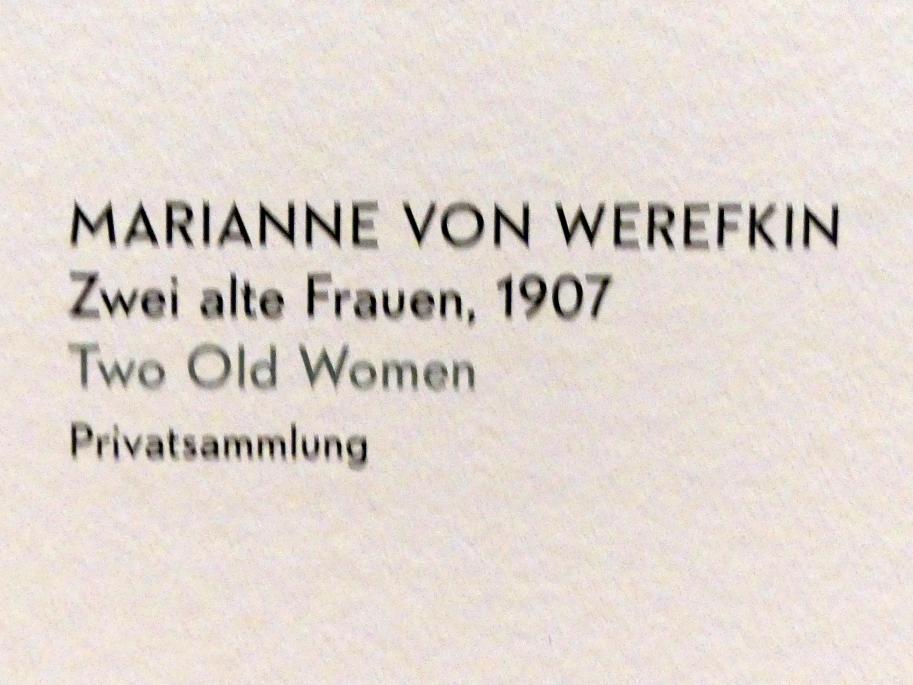 MARIANNE VON WEREFKIN
Zwei alte Frauen, 1907
Two Old Women
Privatsammlung